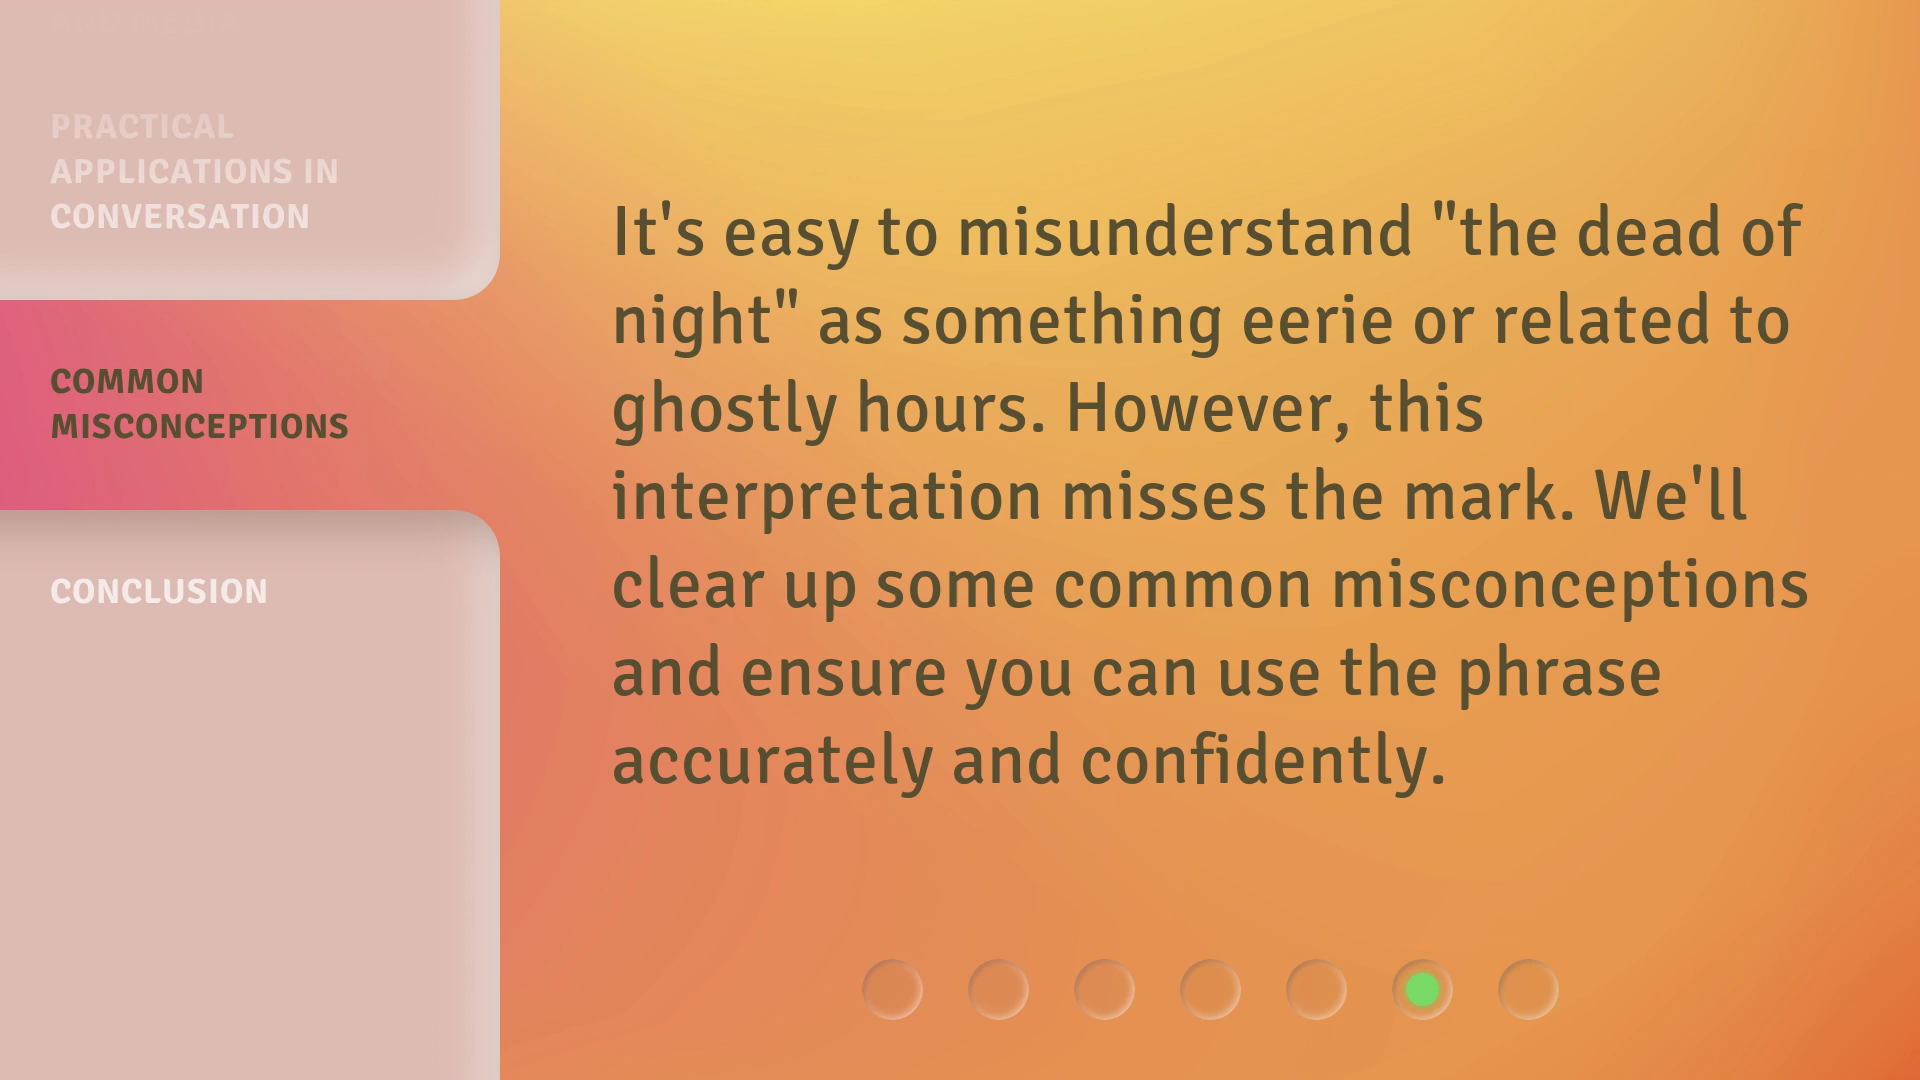 AND MEDIA
PRACTICAL
APPLICATIONS IN
CONVERSATION
COMMON
MISCONCEPTIONS
CONCLUSION
It's easy to misunderstand "the dead of
night" as something eerie or related to
ghostly hours. However, this
interpretation misses the mark. We'll
clear up some common misconceptions
and ensure you can use the phrase
accurately and confidently.